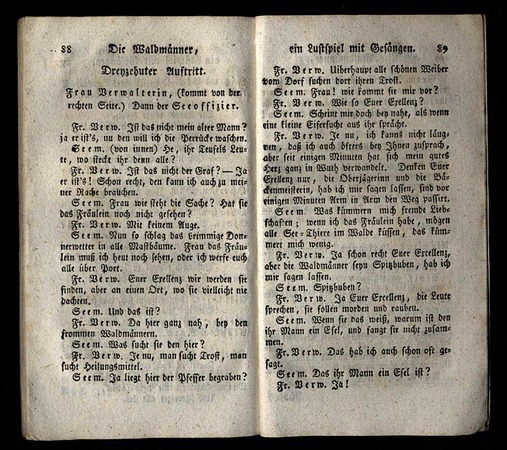 88 Die Waldmänner,
Dreyzehnter Auftritt.
Frau Verwalterin, (kommt von der
rechten Seite.) Dann der Seeoffizier.
Fr. Verw. Ist das nicht mein alter Mann?
ja er ist's, nu den will ich die Perrücke waschen.
Seem. (von innen) He, ihr Teufels Leu-
te, wo steckt ihr denn alle?
Fr. Verw. Ist das nicht der Graf? — Ja
er ist's! Schon recht, den kann ich auch zu mei-
ner Rache brauchen.
Seem. Frau wie steht die Sache? Hat sie
das Fräulein noch nicht gesehen?
Fr. Verw. Mit keinem Auge.
Seem. Nun so schlag das grimmige Don-
nerwetter in alle Mastbäume. Frau das Fräu-
lein muß ich heut noch sehen, oder ich werfe euch
alle über Port.
Fr. Verw. Euer Exellenz wir werden sie
finden, aber an einen Ort, wo sie vielleicht nie
dachten.
Seem. Und das ist?
Fr. Verw. Da hier ganz nah, bey den
frommen Waldmännern.
Seem. Was sucht sie den hier?
Fr. Verw. Je nu, man sucht Trost, man
sucht Heilungsmittel.
Seem. Ja liegt hier der Pfeffer begraben?
ein Lustspiel mit Gesängen. 89
Fr. Verw. Uiberhaupt alle schönen Weiber
vom Dorf suchen dort ihren Trost.
Seem. Frau! wie kommt sie mir vor?
Fr. Verw. Wie so Euer Exellenz?
Seem. Scheint mir doch bey nahe, als wenn
eine kleine Eifersucht aus ihr spräche.
Fr. Verw. Je nu, ich kanns nicht läug-
nen, daß ich auch öfters bey Ihnen zusprach,
aber seit einigen Minuten hat sich mein gutes
Herz ganz in Wuth verwandelt. Denken Euer
Exellenz nur, die Oberjägerinn und die Bä-
ckenmeisterin, hab ich mir sagen lassen, sind vor
einigen Minuten Arm in Arm den Weg passirt.
Seem. Was kümmern mich fremde Lieb-
schaften; wenn ich das Fräulein habe, mögen
alle See-Thiere im Walde küssen, das küm-
mert mich wenig.
Fr. Verw. Ja schon recht Euer Exellenz,
aber die Waldmänner seyn Spitzbuben, hab ich
mir sagen lassen.
Seem. Spitzbuben?
Fr. Verw. Ja Euer Exellenz, die Leute
sprechen, sie sollen morden und rauben.
Seem. Wenn sie das weiß, warum ist den
ihr Mann ein Esel, und fangt sie nicht zusam-
men.
Fr. Verw. Das hab ich auch schon oft ge-
sagt.
Seem. Das ihr Mann ein Esel ist?
Fr. Verw. Ja!